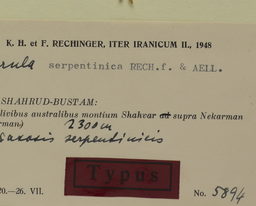 K. H. et F. RECHINGER, ITER IRANICUM II., 1948
rula serpentinica RECH.f. & AELL.
SHAHRUD-BUSTAM:
livibus australibus montium Shahvar supra Nekarman
rman) 2300 m
saxosis serpentinicis
Typus
20.—26. VII.
No. 5894